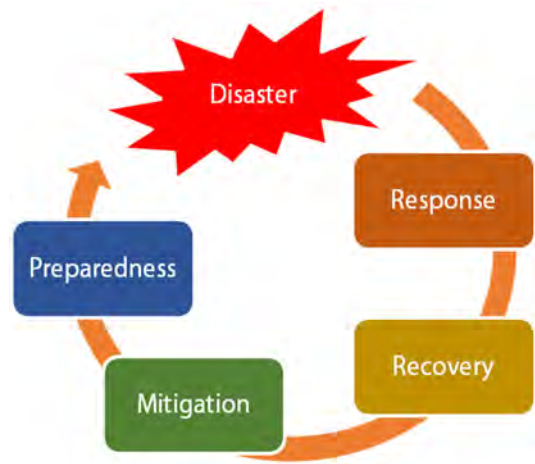 Disaster
Response
Recovery
Mitigation
Preparedness